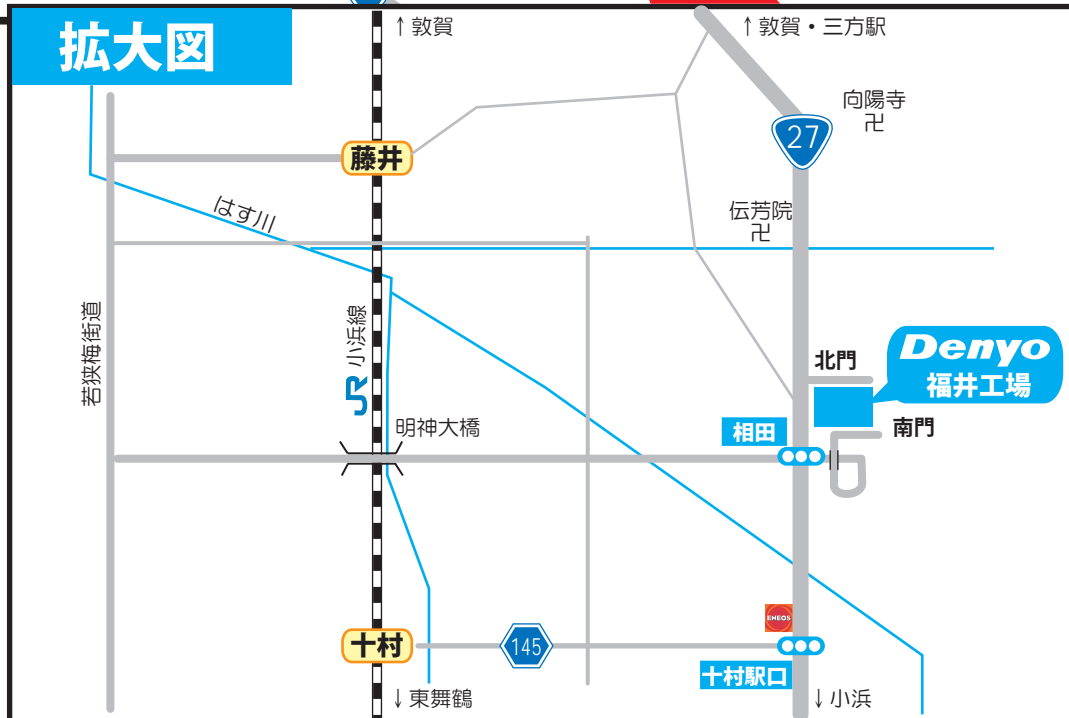 拡大図
↑敦賀
↑敦賀・三方駅
向陽寺
卍
27
藤井
はす川
伝芳院
卍
若狭梅街道
JR 小浜線
北門
Denyo
福井工場
明神大橋
相田
南門
ENEOS
十村
145
十村駅口
↓東舞鶴
↓小浜